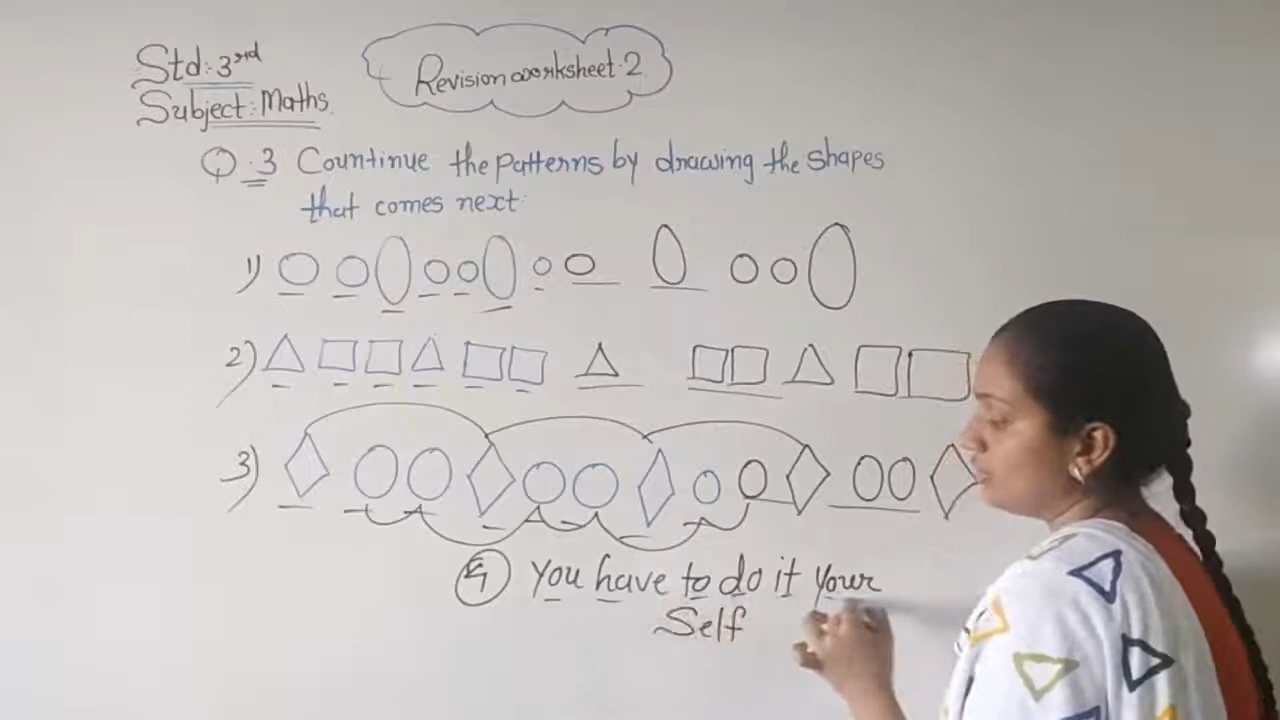 Std: 3rd
Subject: Maths.
Revision worksheet 2
Q.3 Countinue the patterns by drawing the shapes
that comes next.
1)
2)
3)
4 You have to do it your
Self